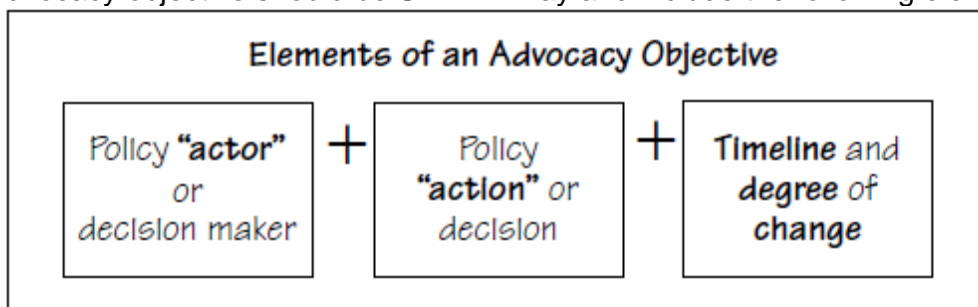 Elements of an Advocacy Objective
Policy "actor"
or
decision maker
+
Policy
"action" or
decision
+
Timeline and
degree of
change